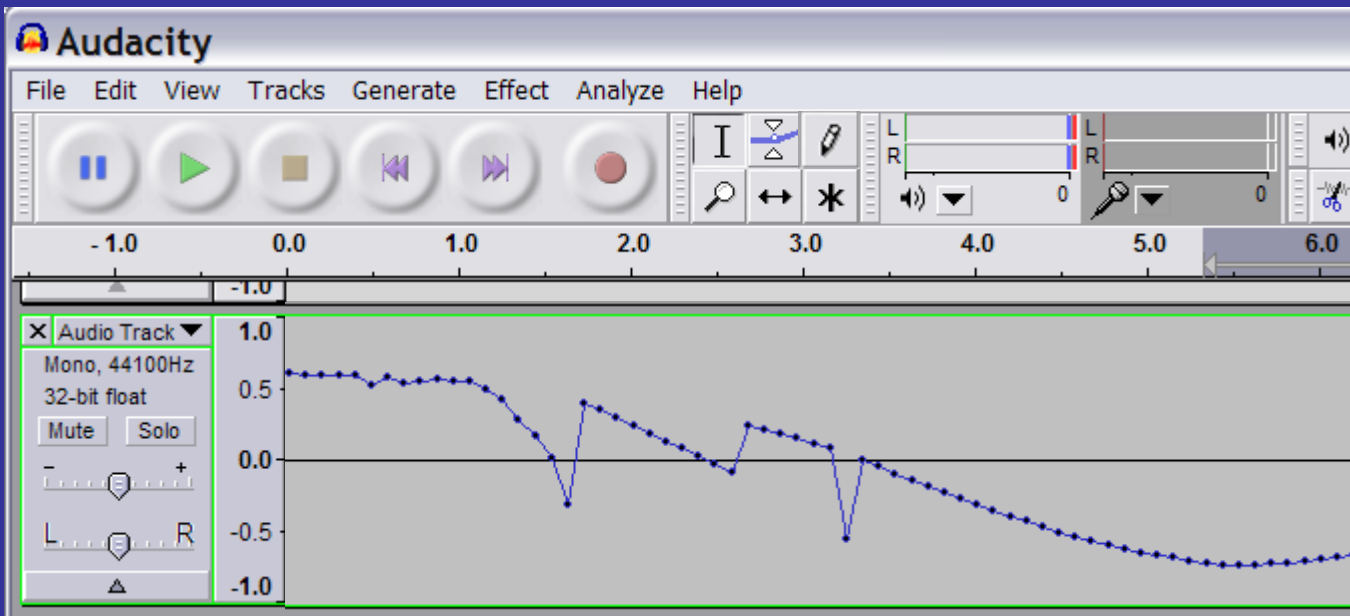 Audacity
File Edit View Tracks Generate Effect Analyze Help
L
R
0
L
R
0
- 1.0 0.0 1.0 2.0 3.0 4.0 5.0 6.0
-1.0
X Audio Track
Mono, 44100Hz
32-bit float
Mute Solo
- +
L R
1.0
0.5
0.0
-0.5
-1.0